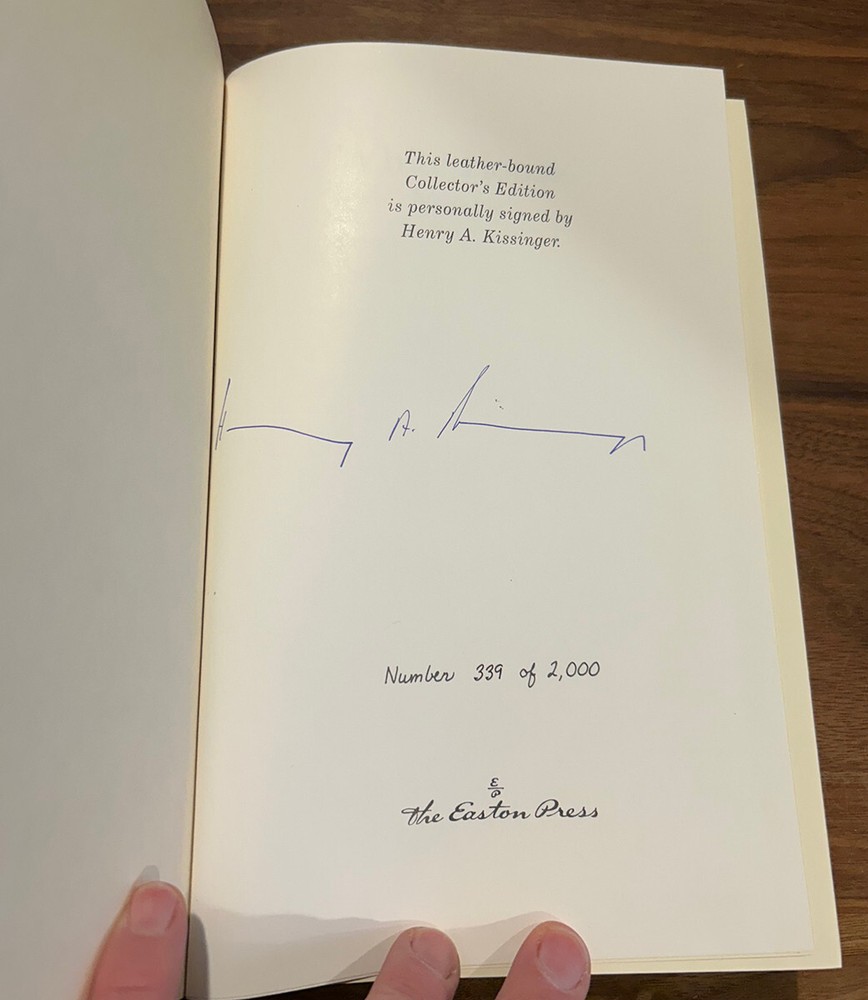 This leather-bound
Collector's Edition
is personally signed by
Henry A. Kissinger.
H A. K
Number 339 of 2,000
E
P
The Easton Press